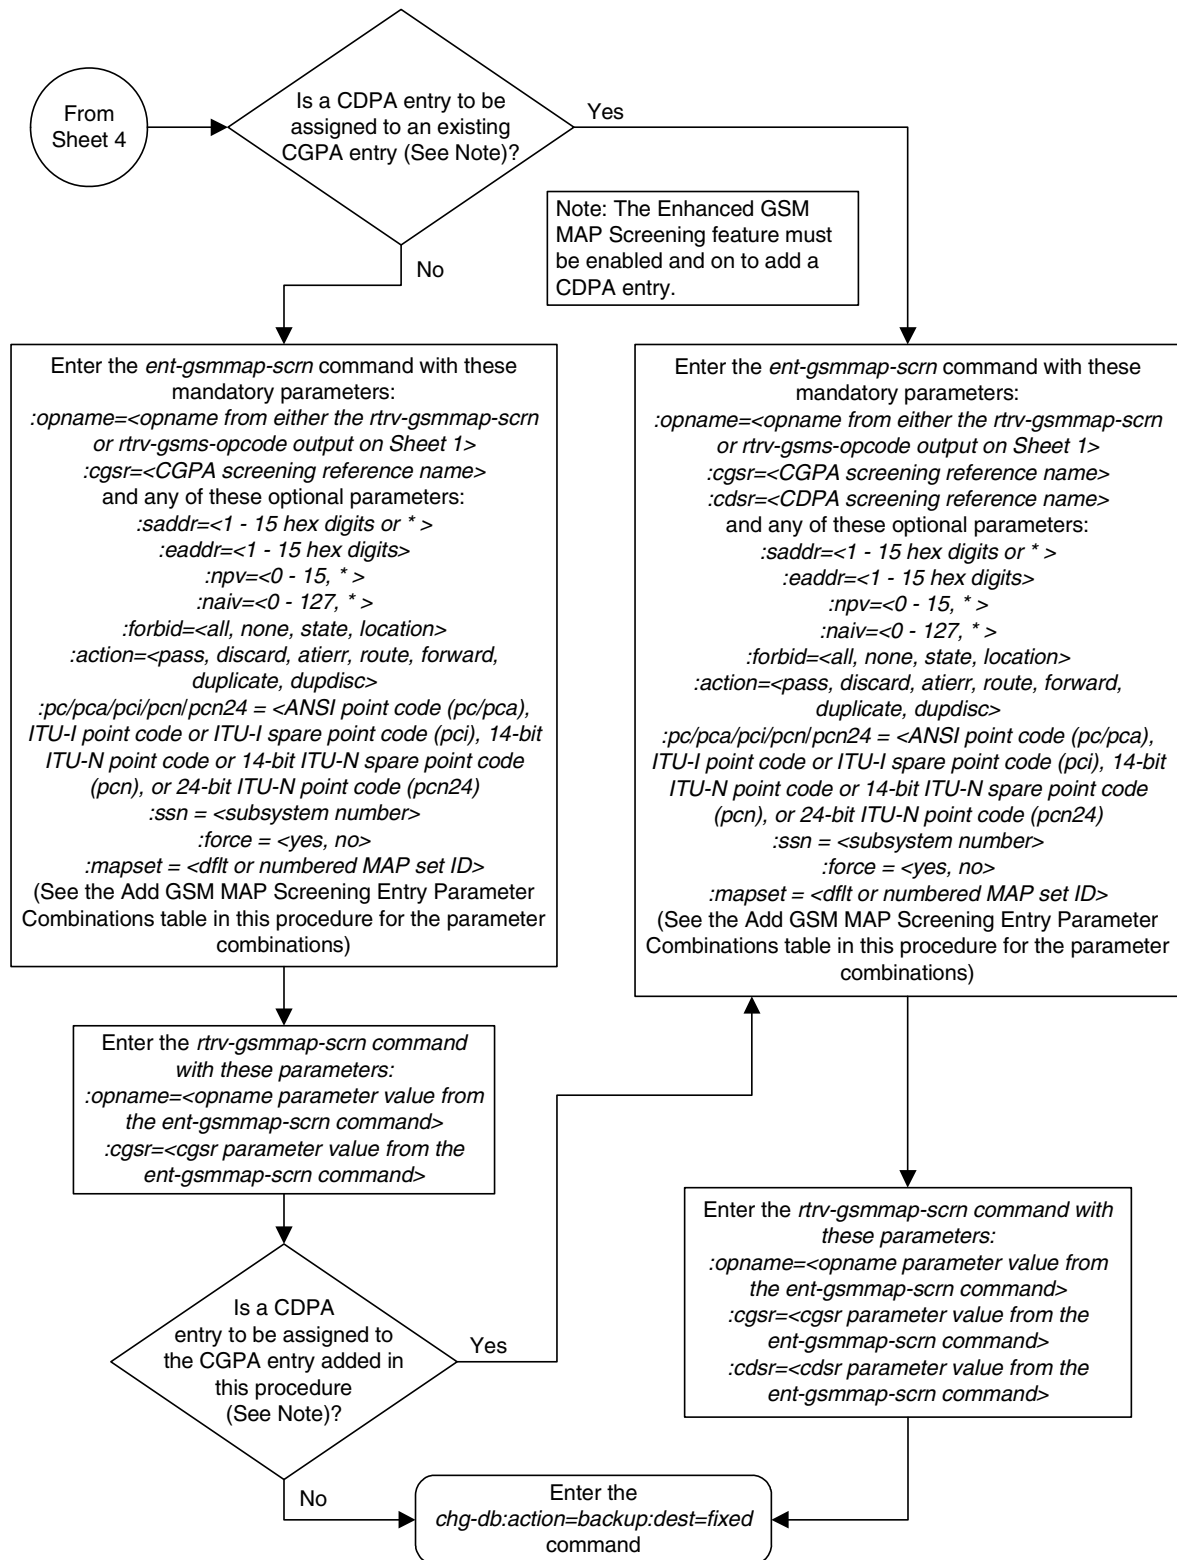 From
Sheet 4
Is a CDPA entry to be
assigned to an existing
CGPA entry (See Note)?
Yes
No
Note: The Enhanced GSM
MAP Screening feature must
be enabled and on to add a
CDPA entry.
Enter the ent-gsmmap-scrn command with these
mandatory parameters:
:opname=<opname from either the rtrv-gsmmap-scrn
or rtrv-gsms-opcode output on Sheet 1>
:cgsr=<CGPA screening reference name>
and any of these optional parameters:
:saddr=<1 - 15 hex digits or * >
:eaddr=<1 - 15 hex digits>
:npv=<0 - 15, * >
:naiv=<0 - 127, * >
:forbid=<all, none, state, location>
:action=<pass, discard, atierr, route, forward,
duplicate, dupdisc>
:pc/pca/pci/pcn/pcn24 = <ANSI point code (pc/pca),
ITU-I point code or ITU-I spare point code (pci), 14-bit
ITU-N point code or 14-bit ITU-N spare point code
(pcn), or 24-bit ITU-N point code (pcn24)
:ssn = <subsystem number>
:force = <yes, no>
:mapset = <dflt or numbered MAP set ID>
(See the Add GSM MAP Screening Entry Parameter
Combinations table in this procedure for the parameter
combinations)
Enter the ent-gsmmap-scrn command with these
mandatory parameters:
:opname=<opname from either the rtrv-gsmmap-scrn
or rtrv-gsms-opcode output on Sheet 1>
:cgsr=<CGPA screening reference name>
:cdsr=<CDPA screening reference name>
and any of these optional parameters:
:saddr=<1 - 15 hex digits or * >
:eaddr=<1 - 15 hex digits>
:npv=<0 - 15, * >
:naiv=<0 - 127, * >
:forbid=<all, none, state, location>
:action=<pass, discard, atierr, route, forward,
duplicate, dupdisc>
:pc/pca/pci/pcn/pcn24 = <ANSI point code (pc/pca),
ITU-I point code or ITU-I spare point code (pci), 14-bit
ITU-N point code or 14-bit ITU-N spare point code
(pcn), or 24-bit ITU-N point code (pcn24)
:ssn = <subsystem number>
:force = <yes, no>
:mapset = <dflt or numbered MAP set ID>
(See the Add GSM MAP Screening Entry Parameter
Combinations table in this procedure for the parameter
combinations)
Enter the rtrv-gsmmap-scrn command
with these parameters:
:opname=<opname parameter value from
the ent-gsmmap-scrn command>
:cgsr=<cgsr parameter value from the
ent-gsmmap-scrn command>
Is a CDPA
entry to be assigned to
the CGPA entry added in
this procedure
(See Note)?
Yes
No
Enter the rtrv-gsmmap-scrn command with
these parameters:
:opname=<opname parameter value from
the ent-gsmmap-scrn command>
:cgsr=<cgsr parameter value from the
ent-gsmmap-scrn command>
:cdsr=<cdsr parameter value from the
ent-gsmmap-scrn command>
Enter the
chg-db:action=backup:dest=fixed
command